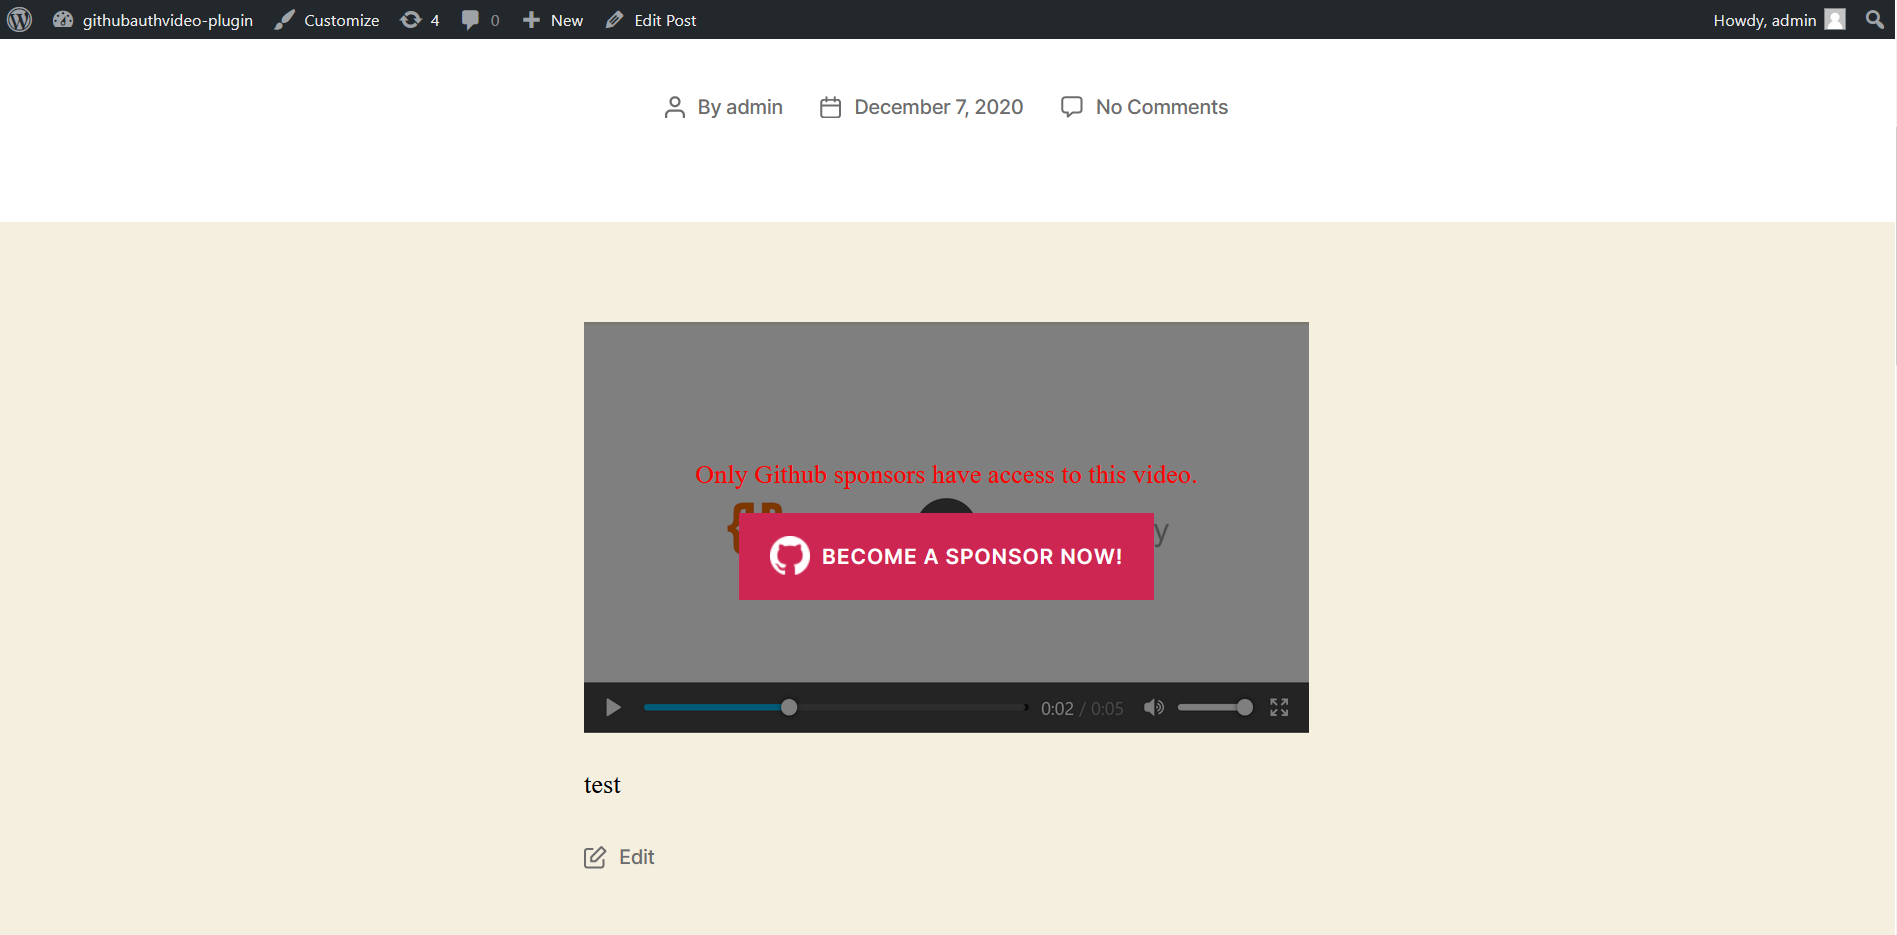 githubauthvideo-plugin Customize 4 0 New Edit Post Howdy, admin
By admin December 7, 2020 No Comments
Only Github sponsors have access to this video.
y
BECOME A SPONSOR NOW!
0:02 / 0:05
test
Edit